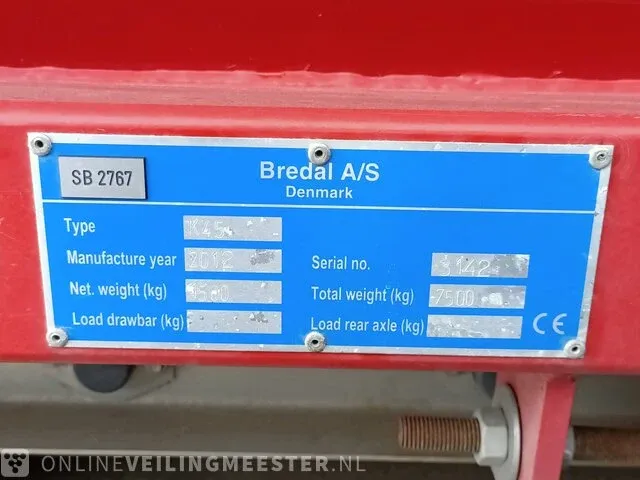 SB 2767
Bredal A/S
Denmark
Type K45
Manufacture year 2012
Serial no. 3142
Net. weight (kg)
Total weight (kg) 7500
Load drawbar (kg)
Load rear axle (kg)
CE
ONLINEVEILINGMEESTER.NL